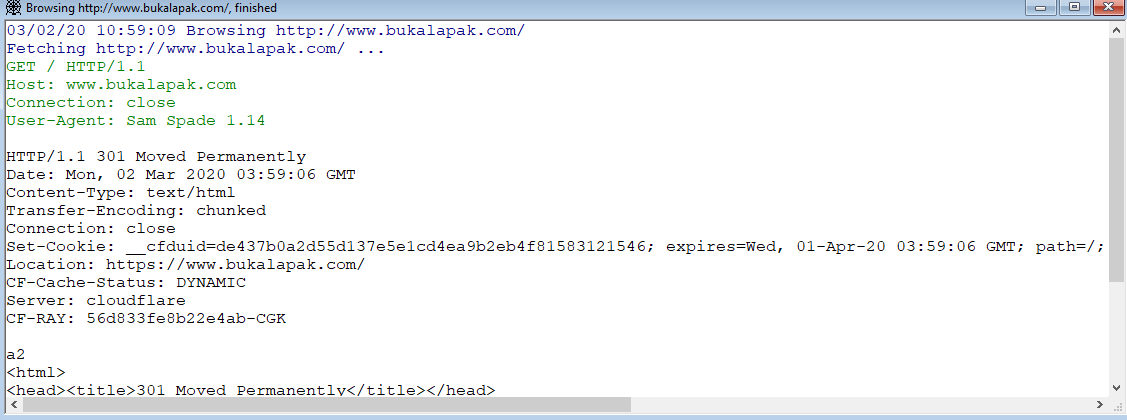 Browsing http://www.bukalapak.com/, finished
03/02/20 10:59:09 Browsing http://www.bukalapak.com/
Fetching http://www.bukalapak.com/ ...
GET / HTTP/1.1
Host: www.bukalapak.com
Connection: close
User-Agent: Sam Spade 1.14
HTTP/1.1 301 Moved Permanently
Date: Mon, 02 Mar 2020 03:59:06 GMT
Content-Type: text/html
Transfer-Encoding: chunked
Connection: close
Set-Cookie: __cfduid=de437b0a2d55d137e5e1cd4ea9b2eb4f81583121546; expires=Wed, 01-Apr-20 03:59:06 GMT; path=/;
Location: https://www.bukalapak.com/
CF-Cache-Status: DYNAMIC
Server: cloudflare
CF-RAY: 56d833fe8b22e4ab-CGK
a2
<html>
<head><title>301 Moved Permanently</title></head>